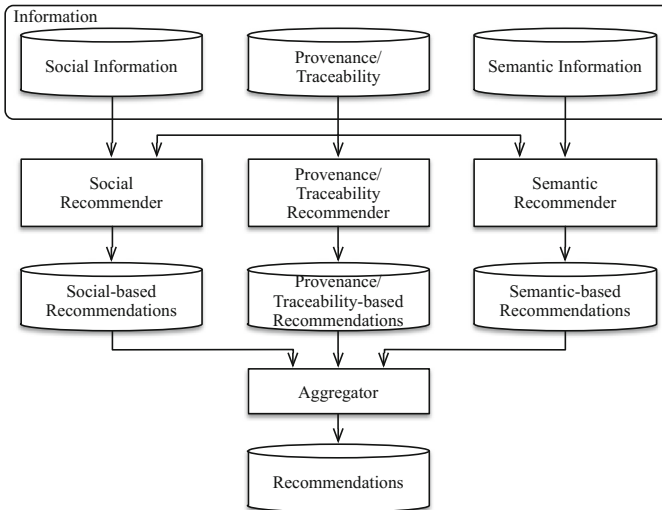 Information
Social Information
Provenance/
Traceability
Semantic Information
Social
Recommender
Provenance/
Traceability
Recommender
Semantic
Recommender
Social-based
Recommendations
Provenance/
Traceability-based
Recommendations
Semantic-based
Recommendations
Aggregator
Recommendations